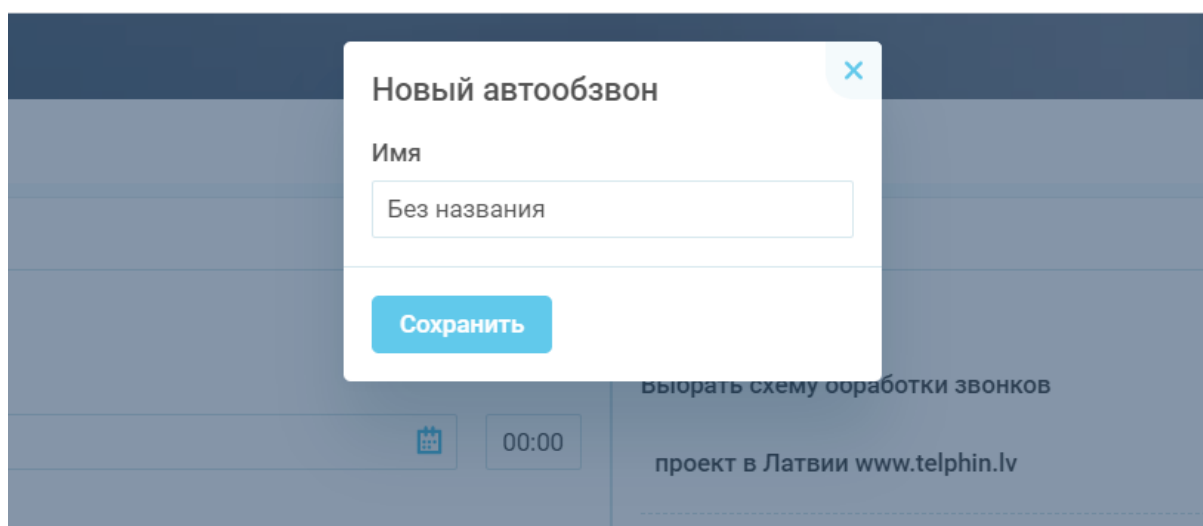 Новый автообзвон
Имя
Без названия
Сохранить
Выбрать схему обработки звонков
00:00
проект в Латвии www.telphin.lv